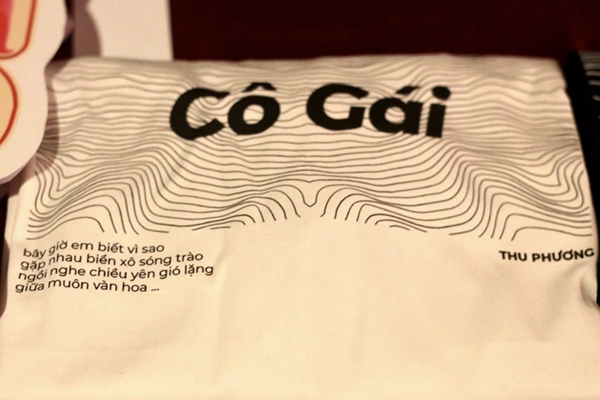 Cô Gái
bây giờ em biết vì sao
gặp nhau biển xô sóng trào
ngồi nghe chiều yên gió lặng
giữa muôn vàn hoa ...
THU PHƯƠNG